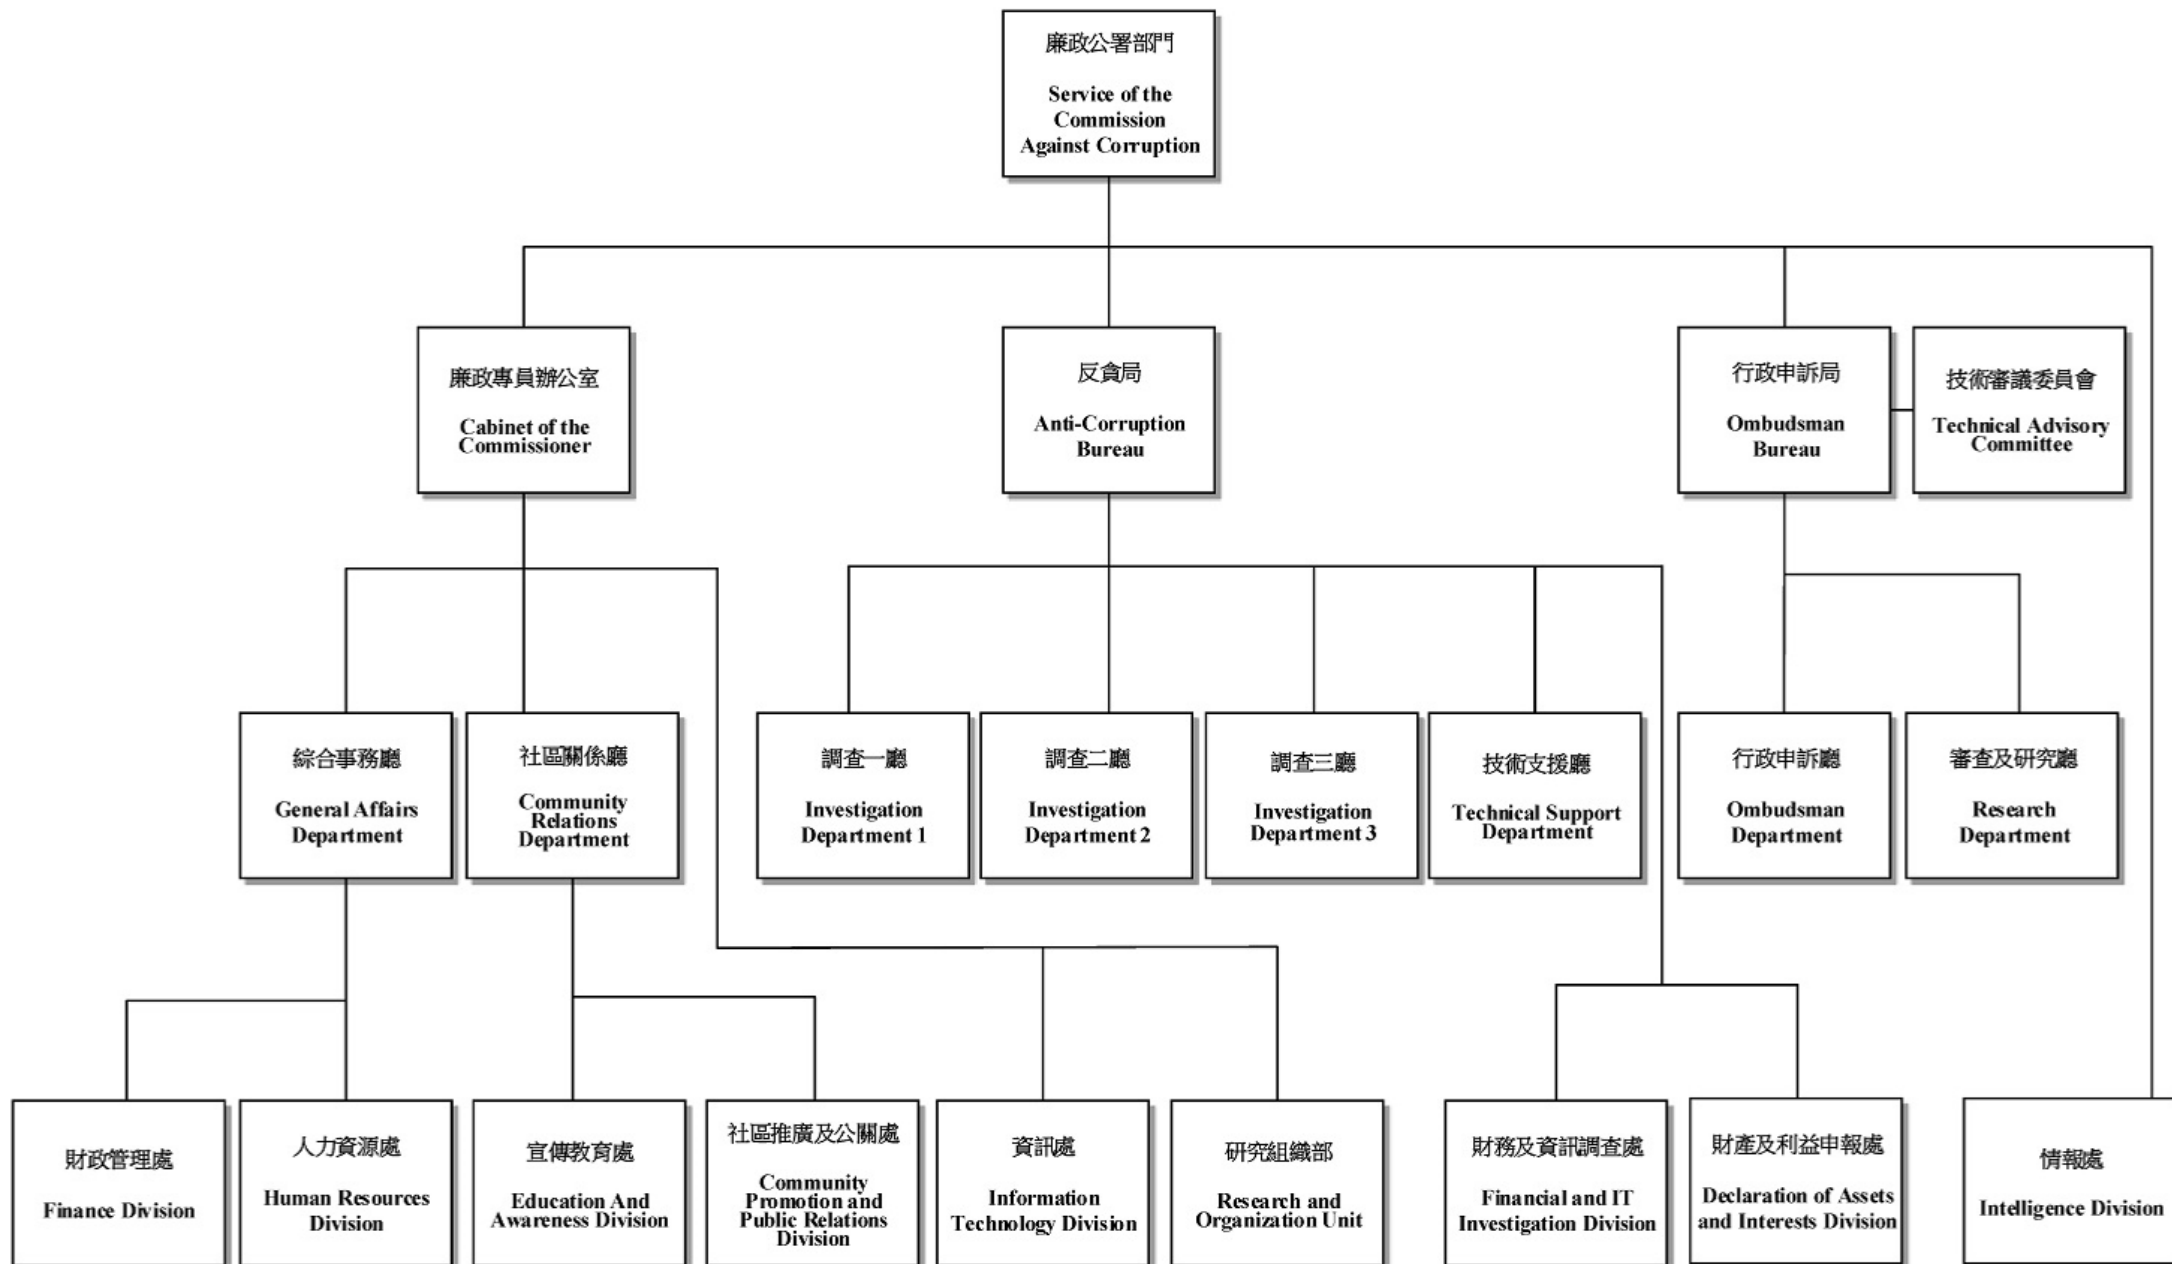 廉政公署部門
Service of the
Commission
Against Corruption
廉政專員辦公室
Cabinet of the
Commissioner
反貪局
Anti-Corruption
Bureau
行政申訴局
Ombudsman
Bureau
技術審議委員會
Technical Advisory
Committee
綜合事務廳
General Affairs
Department
社區關係廳
Community
Relations
Department
調查一廳
Investigation
Department 1
調查二廳
Investigation
Department 2
調查三廳
Investigation
Department 3
技術支援廳
Technical Support
Department
行政申訴廳
Ombudsman
Department
審查及研究廳
Research
Department
財政管理處
Finance Division
人力資源處
Human Resources
Division
宣傳教育處
Education And
Awareness Division
社區推廣及公關處
Community
Promotion and
Public Relations
Division
資訊處
Information
Technology Division
研究組織部
Research and
Organization Unit
財務及資訊調查處
Financial and IT
Investigation Division
財產及利益申報處
Declaration of Assets
and Interests Division
情報處
Intelligence Division